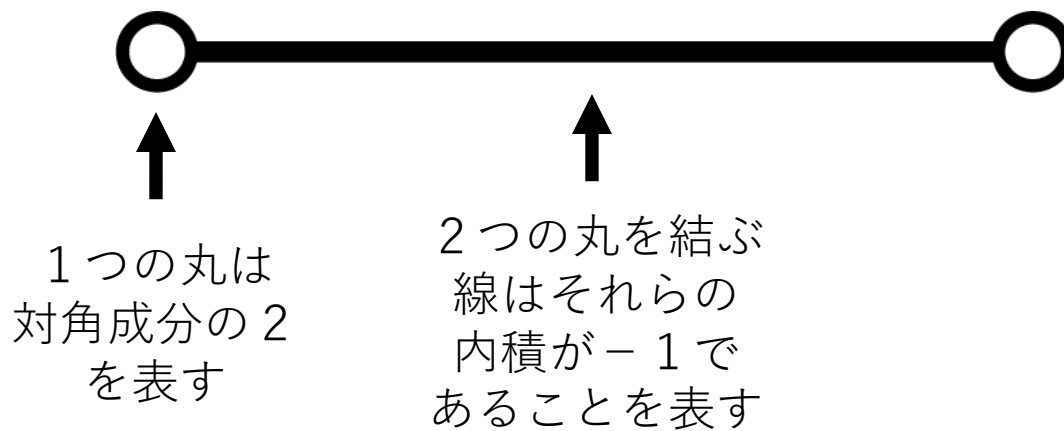 １つの丸は
対角成分の２
を表す
２つの丸を結ぶ
線はそれらの
内積が－１で
あることを表す